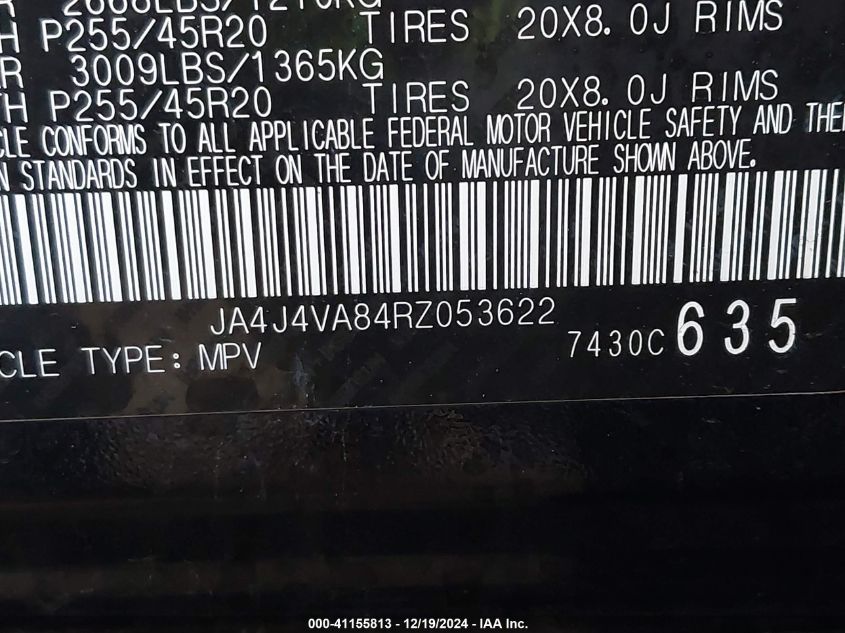 TIRES 20X8.0J RIMS
P255/45R20
3009LBS/1365KG
P255/45R20 TIRES 20X8.0J RIMS
CONFORMS TO ALL APPLICABLE FEDERAL MOTOR VEHICLE SAFETY AND
STANDARDS IN EFFECT ON THE DATE OF MANUFACTURE SHOWN ABOVE.
JA4J4VA84RZ053622
CLE TYPE: MPV
7430C 635
000-41155813 - 12/19/2024 - IAA Inc.